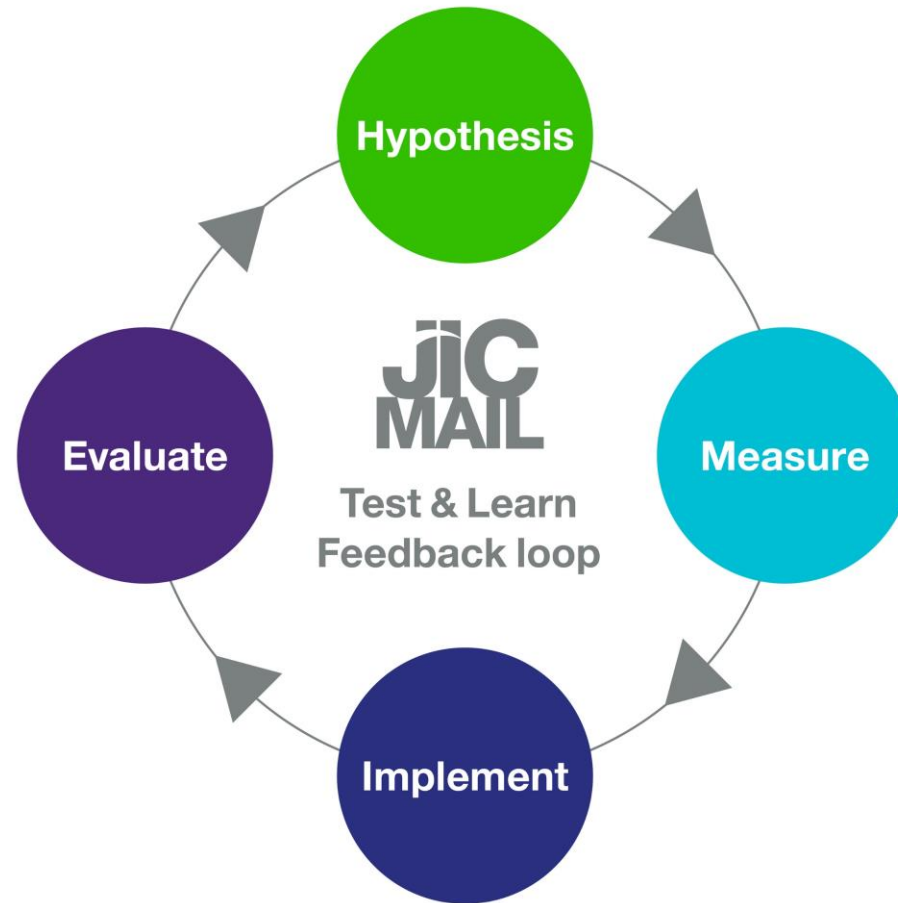 Hypothesis
JIC
MAIL
Evaluate
Measure
Test & Learn
Feedback loop
Implement